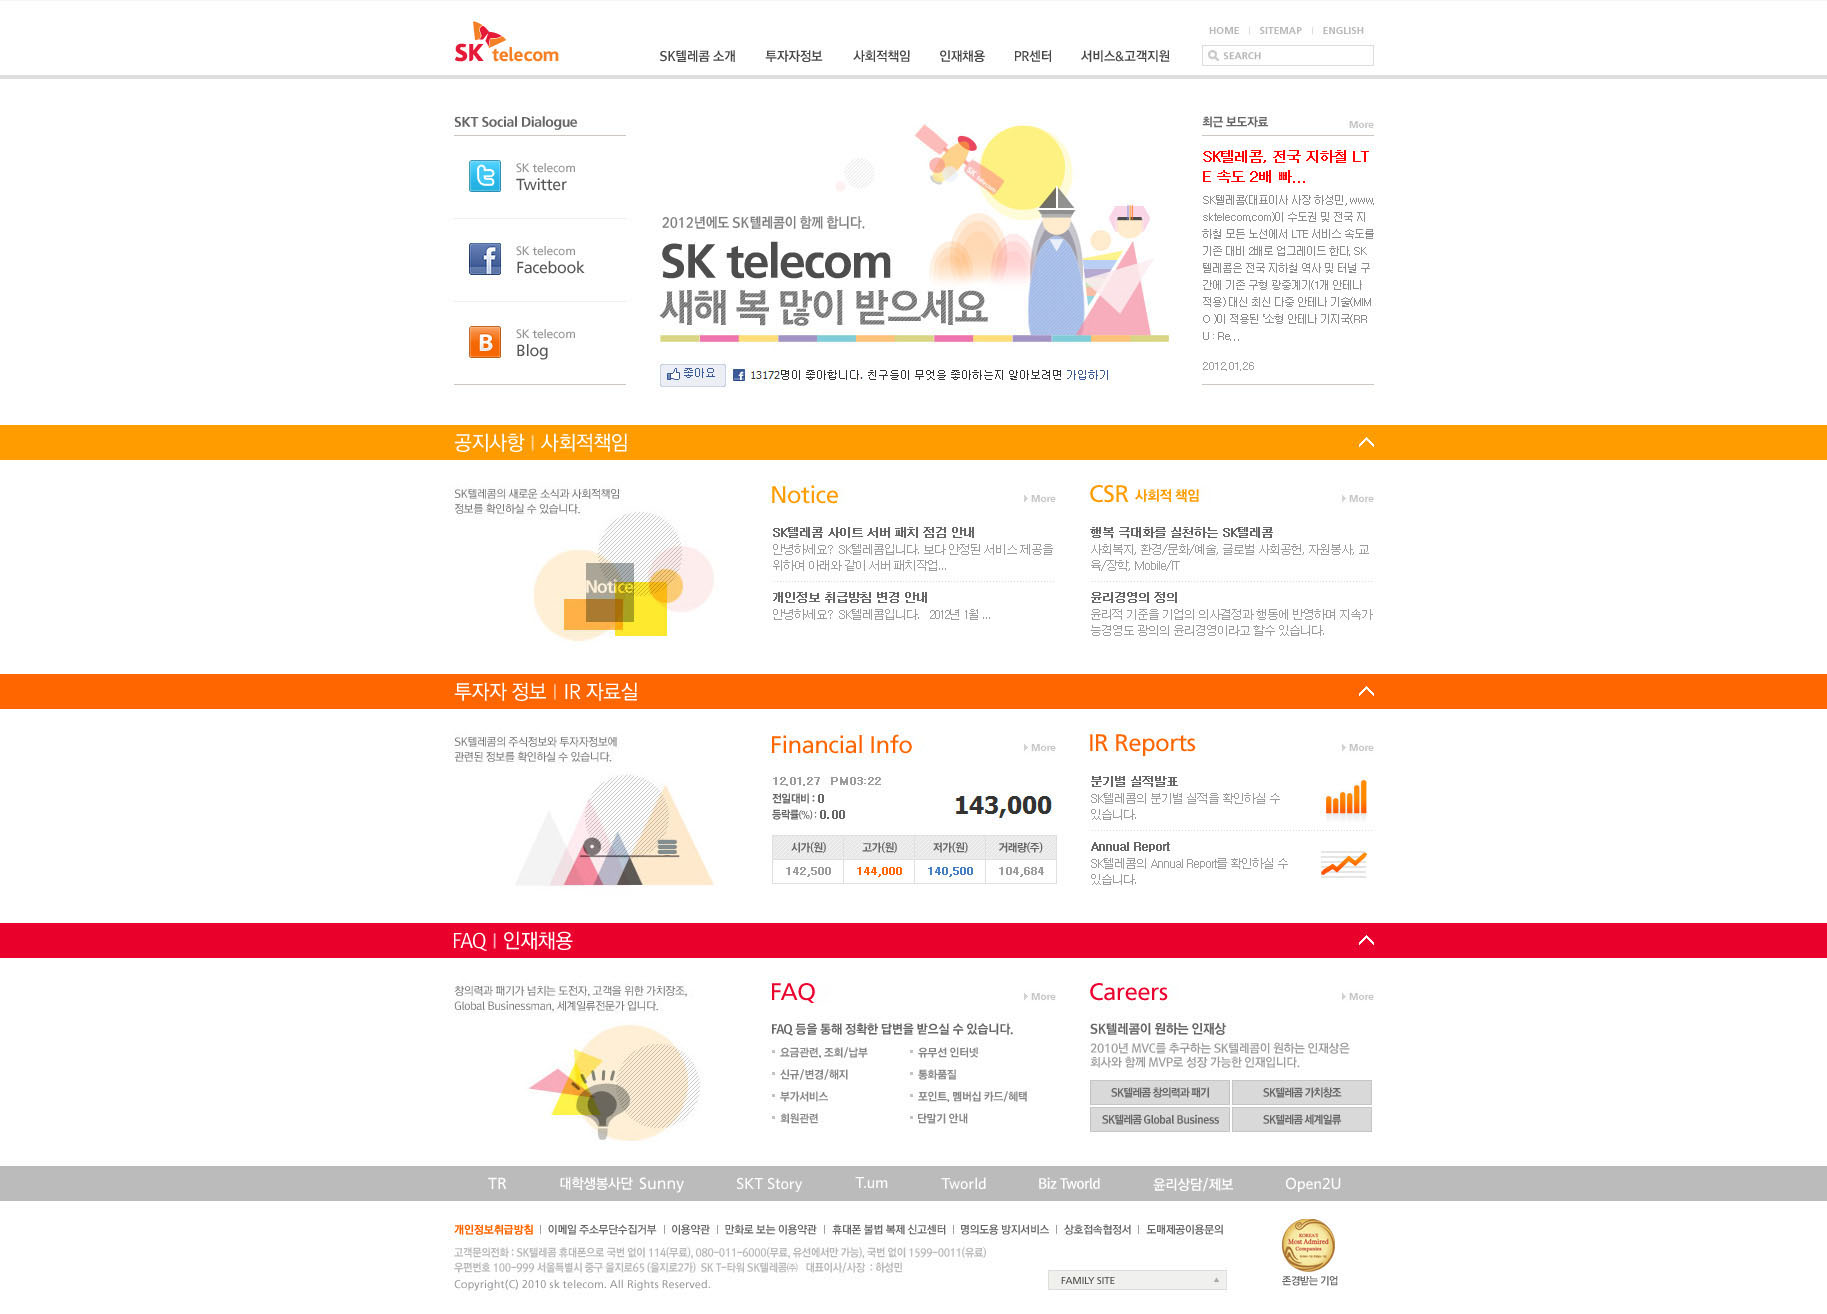 SK telecom
SK텔레콤 소개
투자자정보
사회적책임
인재채용
PR센터
서비스&고객지원
HOME
SITEMAP
ENGLISH
SEARCH
SKT Social Dialogue
SK telecom
Twitter
SK telecom
Facebook
SK telecom
Blog
SK telecom
2012년에도 SK텔레콤이 함께 합니다.
SK telecom
새해 복 많이 받으세요
좋아요
13172명이 좋아합니다. 친구들이 무엇을 좋아하는지 알아보려면 가입하기
최근 보도자료
More
SK텔레콤, 전국 지하철 LT
E 속도 2배 빠...
SK텔레콤(대표이사 사장 하성민, www.
sktelecom.com)이 수도권 및 전국 지
하철 모든 노선에서 LTE 서비스 속도를
기존 대비 2배로 업그레이드 한다. SK
텔레콤은 전국 지하철 역사 및 터널 구
간에 기존 구형 광중계기(1개 안테나
적용) 대신 최신 다중 안테나 기술(MIM
O )이 적용된 '소형 안테나 기지국(RR
U : Re...
2012.01.26
공지사항 | 사회적책임
SK텔레콤의 새로운 소식과 사회적책임
정보를 확인하실 수 있습니다.
Notice
Notice
More
SK텔레콤 사이트 서버 패치 점검 안내
안녕하세요? SK텔레콤입니다. 보다 안정된 서비스 제공을
위하여 아래와 같이 서버 패치작업...
개인정보 취급방침 변경 안내
안녕하세요? SK텔레콤입니다. 2012년 1월 ...
CSR 사회적 책임
More
행복 극대화를 실천하는 SK텔레콤
사회복지, 환경/문화/예술, 글로벌 사회공헌, 자원봉사, 교
육/장학, Mobile/IT
윤리경영의 정의
윤리적 기준을 기업의 의사결정과 행동에 반영하며 지속가
능경영도 광의의 윤리경영이라고 할수 있습니다.
투자자 정보 | IR 자료실
SK텔레콤의 주식정보와 투자자정보에
관련된 정보를 확인하실 수 있습니다.
Financial Info
More
12.01.27 PM03:22
전일대비 : 0
등락률(%) : 0.00
143,000
시가(원) 고가(원) 저가(원) 거래량(주)
142,500 144,000 140,500 104,684
IR Reports
More
분기별 실적발표
SK텔레콤의 분기별 실적을 확인하실 수
있습니다.
Annual Report
SK텔레콤의 Annual Report를 확인하실 수
있습니다.
FAQ | 인재채용
창의력과 패기가 넘치는 도전자, 고객을 위한 가치창조,
Global Businessman, 세계일류전문가 입니다.
FAQ
More
FAQ 등을 통해 정확한 답변을 받으실 수 있습니다.
요금관련, 조회/납부
유무선 인터넷
신규/변경/해지
통화품질
부가서비스
포인트, 멤버십 카드/혜택
회원관련
단말기 안내
Careers
More
SK텔레콤이 원하는 인재상
2010년 MVC를 추구하는 SK텔레콤이 원하는 인재상은
회사와 함께 MVP로 성장 가능한 인재입니다.
SK텔레콤 창의력과 패기
SK텔레콤 가치창조
SK텔레콤 Global Business
SK텔레콤 세계일류
TR
대학생봉사단 Sunny
SKT Story
T.um
Tworld
Biz Tworld
윤리상담/제보
Open2U
개인정보취급방침 | 이메일 주소무단수집거부 | 이용약관 | 만화로 보는 이용약관 | 휴대폰 불법 복제 신고센터 | 명의도용 방지서비스 | 상호접속협정서 | 도매제공이용문의
고객문의전화 : SK텔레콤 휴대폰으로 국번 없이 114(무료), 080-011-6000(무료, 유선에서만 가능), 국번 없이 1599-0011(유료)
우편번호 100-999 서울특별시 중구 을지로65 (을지로2가) SK T-타워 SK텔레콤㈜ 대표이사/사장 : 하성민
Copyright(C) 2010 sk telecom. All Rights Reserved.
FAMILY SITE
KOREA'S
Most Admired
Companies
존경받는 기업